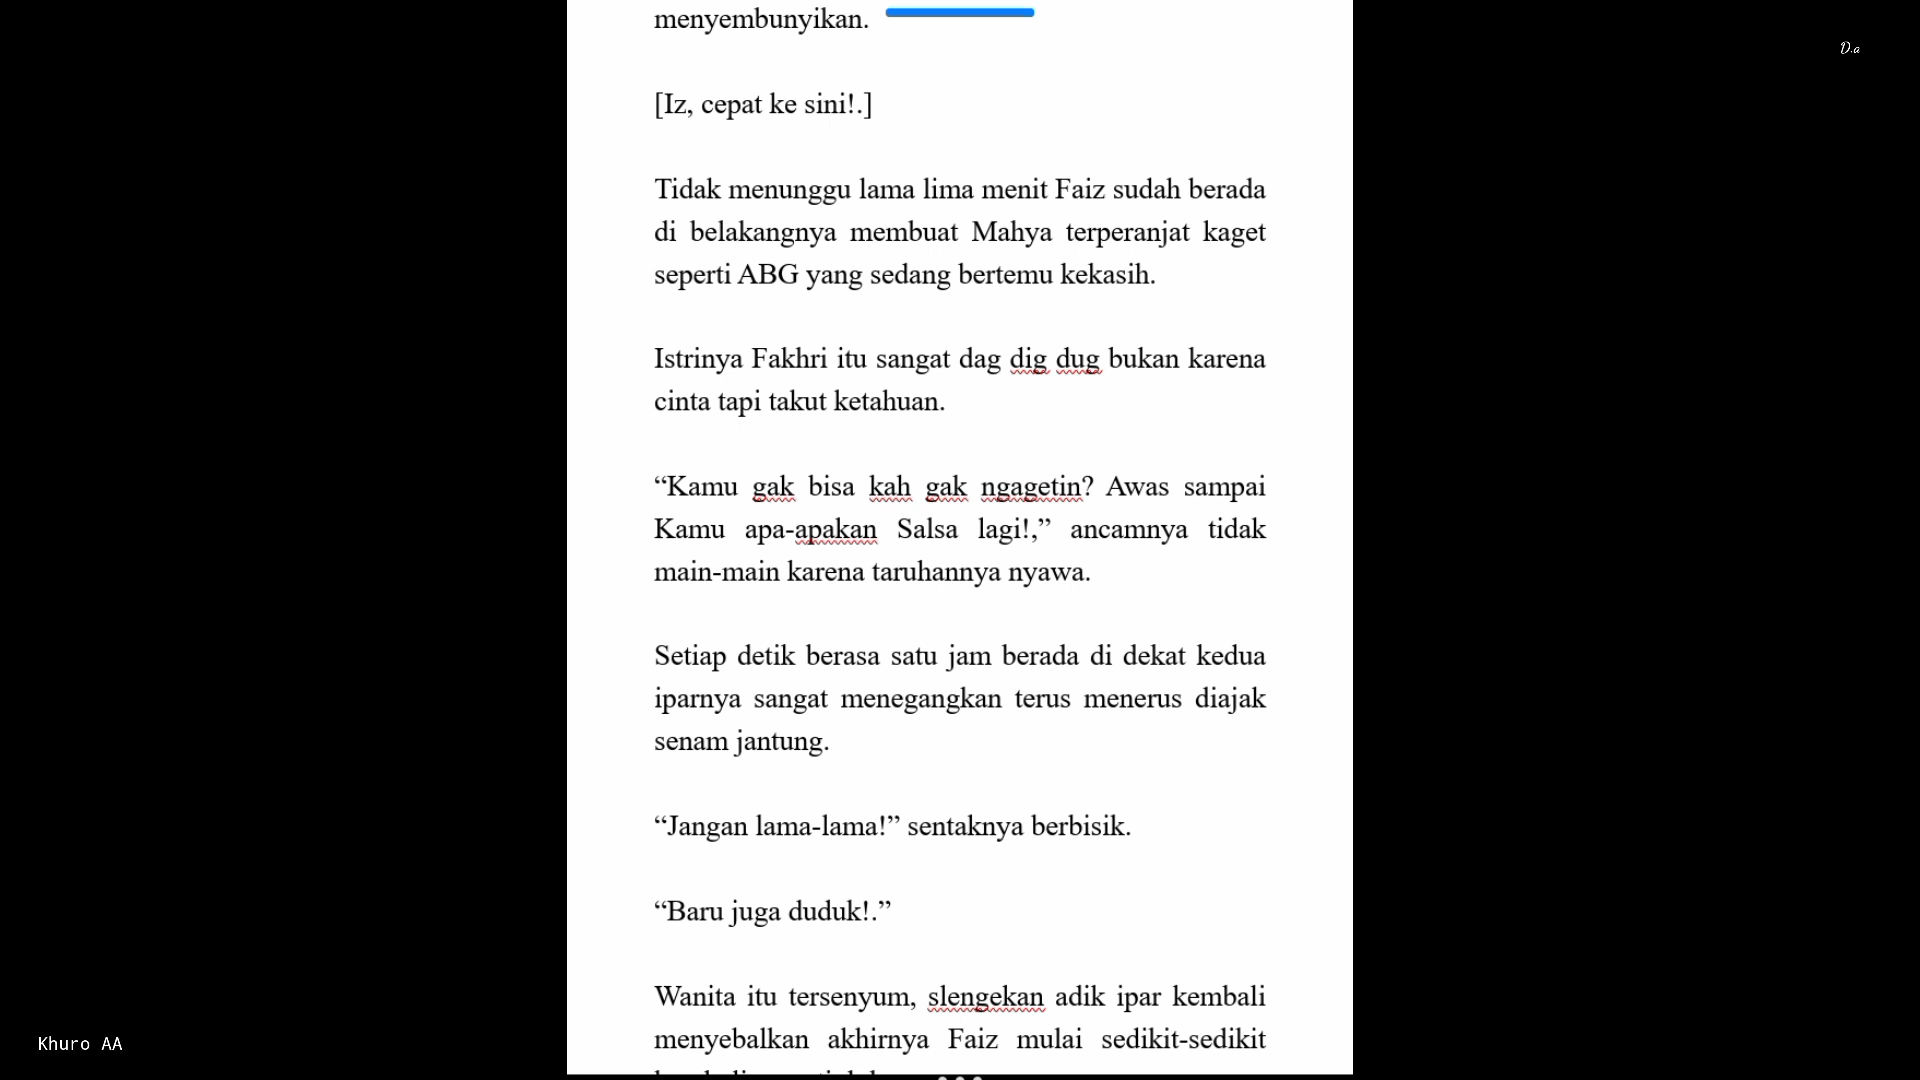 menyembunyikan.
D.a
[Iz, cepat ke sini!.]
Tidak menunggu lama lima menit Faiz sudah berada
di belakangnya membuat Mahya terperanjat kaget
seperti ABG yang sedang bertemu kekasih.
Istrinya Fakhri itu sangat dag dig dug bukan karena
cinta tapi takut ketahuan.
“Kamu gak bisa kah gak ngagetin? Awas sampai
Kamu apa-apakan Salsa lagi!,” ancamnya tidak
main-main karena taruhannya nyawa.
Setiap detik berasa satu jam berada di dekat kedua
iparnya sangat menegangkan terus menerus diajak
senam jantung.
“Jangan lama-lama!” sentaknya berbisik.
“Baru juga duduk!.”
Wanita itu tersenyum, slengekan adik ipar kembali
menyebalkan akhirnya Faiz mulai sedikit-sedikit
Khuro AA